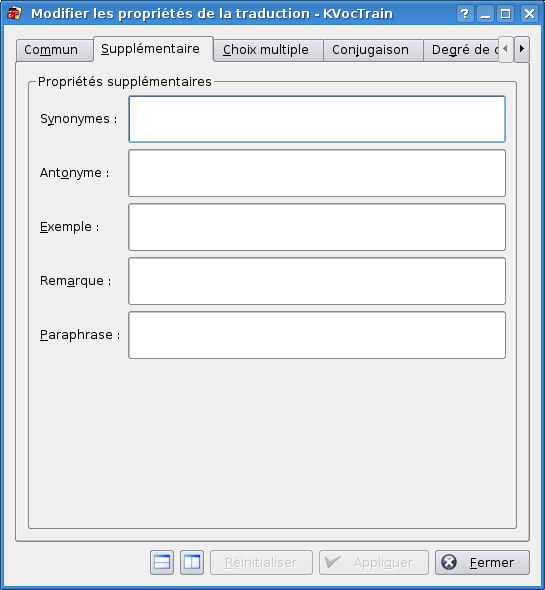 Modifier les propriétés de la traduction - KVocTrain
Commun Supplémentaire Choix multiple Conjugaison Degré de c
Propriétés supplémentaires
Synonymes :
Antonyme :
Exemple :
Remarque :
Paraphrase :
Réinitialiser Appliquer Fermer